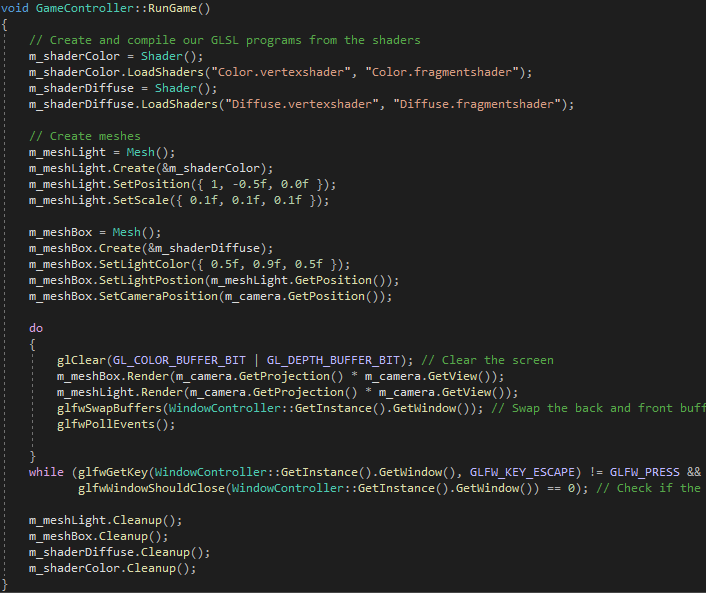 void GameController::RunGame()
{
// Create and compile our GLSL programs from the shaders
m_shaderColor = Shader();
m_shaderColor.LoadShaders("Color.vertexshader", "Color.fragmentshader");
m_shaderDiffuse = Shader();
m_shaderDiffuse.LoadShaders("Diffuse.vertexshader", "Diffuse.fragmentshader");
// Create meshes
m_meshLight = Mesh();
m_meshLight.Create(&m_shaderColor);
m_meshLight.SetPosition({ 1, -0.5f, 0.0f });
m_meshLight.SetScale({ 0.1f, 0.1f, 0.1f });
m_meshBox = Mesh();
m_meshBox.Create(&m_shaderDiffuse);
m_meshBox.SetLightColor({ 0.5f, 0.9f, 0.5f });
m_meshBox.SetLightPostion(m_meshLight.GetPosition());
m_meshBox.SetCameraPosition(m_camera.GetPosition());
do
{
glClear(GL_COLOR_BUFFER_BIT | GL_DEPTH_BUFFER_BIT); // Clear the screen
m_meshBox.Render(m_camera.GetProjection() * m_camera.GetView());
m_meshLight.Render(m_camera.GetProjection() * m_camera.GetView());
glfwSwapBuffers(WindowController::GetInstance().GetWindow()); // Swap the back and front buff
glfwPollEvents();
}
while (glfwGetKey(WindowController::GetInstance().GetWindow(), GLFW_KEY_ESCAPE) != GLFW_PRESS &&
glfwWindowShouldClose(WindowController::GetInstance().GetWindow()) == 0); // Check if the
m_meshLight.Cleanup();
m_meshBox.Cleanup();
m_shaderDiffuse.Cleanup();
m_shaderColor.Cleanup();
}